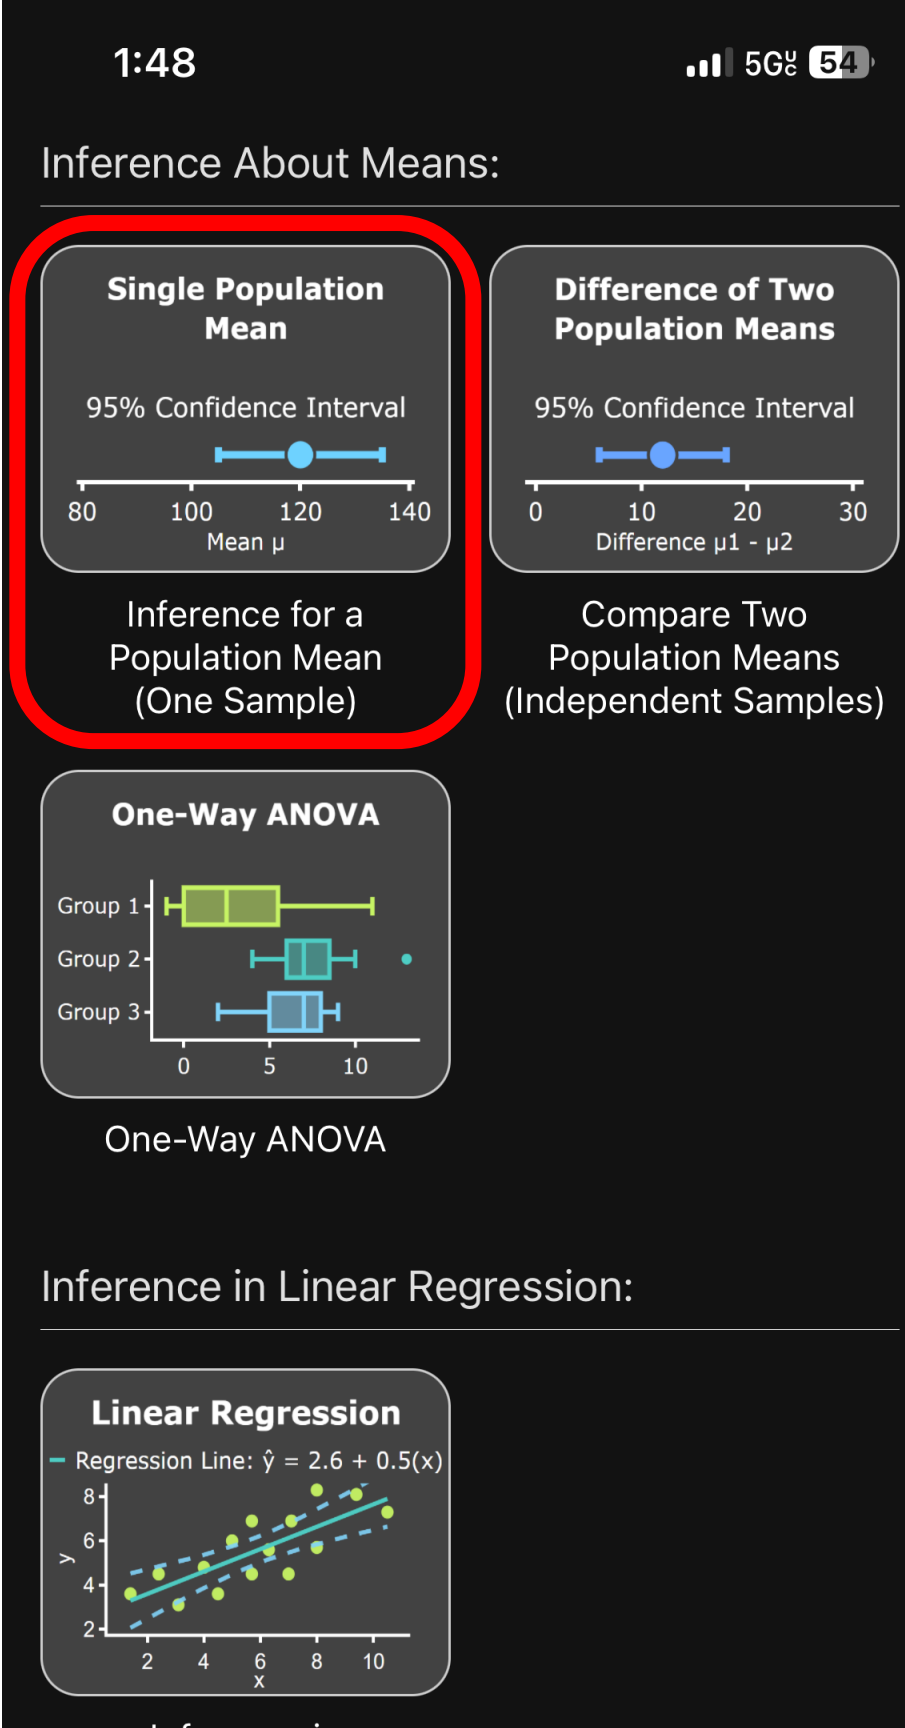 1:48
5G UC 54
Inference About Means:
Single Population
Mean
95% Confidence Interval
80 100 120 140
Mean μ
Inference for a
Population Mean
(One Sample)
Difference of Two
Population Means
95% Confidence Interval
0 10 20 30
Difference μ1 - μ2
Compare Two
Population Means
(Independent Samples)
One-Way ANOVA
Group 1
Group 2
Group 3
0 5 10
One-Way ANOVA
Inference in Linear Regression:
Linear Regression
Regression Line: ŷ = 2.6 + 0.5(x)
8
6
y
4
2
2 4 6 8 10
x